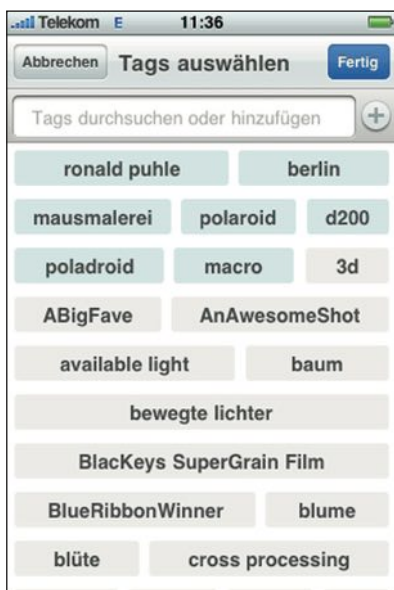 Telekom E 11:36
Abbrechen Tags auswählen Fertig
Tags durchsuchen oder hinzufügen +
ronald puhle berlin
mausmalerei polaroid d200
poladroid macro 3d
ABigFave AnAwesomeShot
available light baum
bewegte lichter
BlacKeys SuperGrain Film
BlueRibbonWinner blume
blüte cross processing